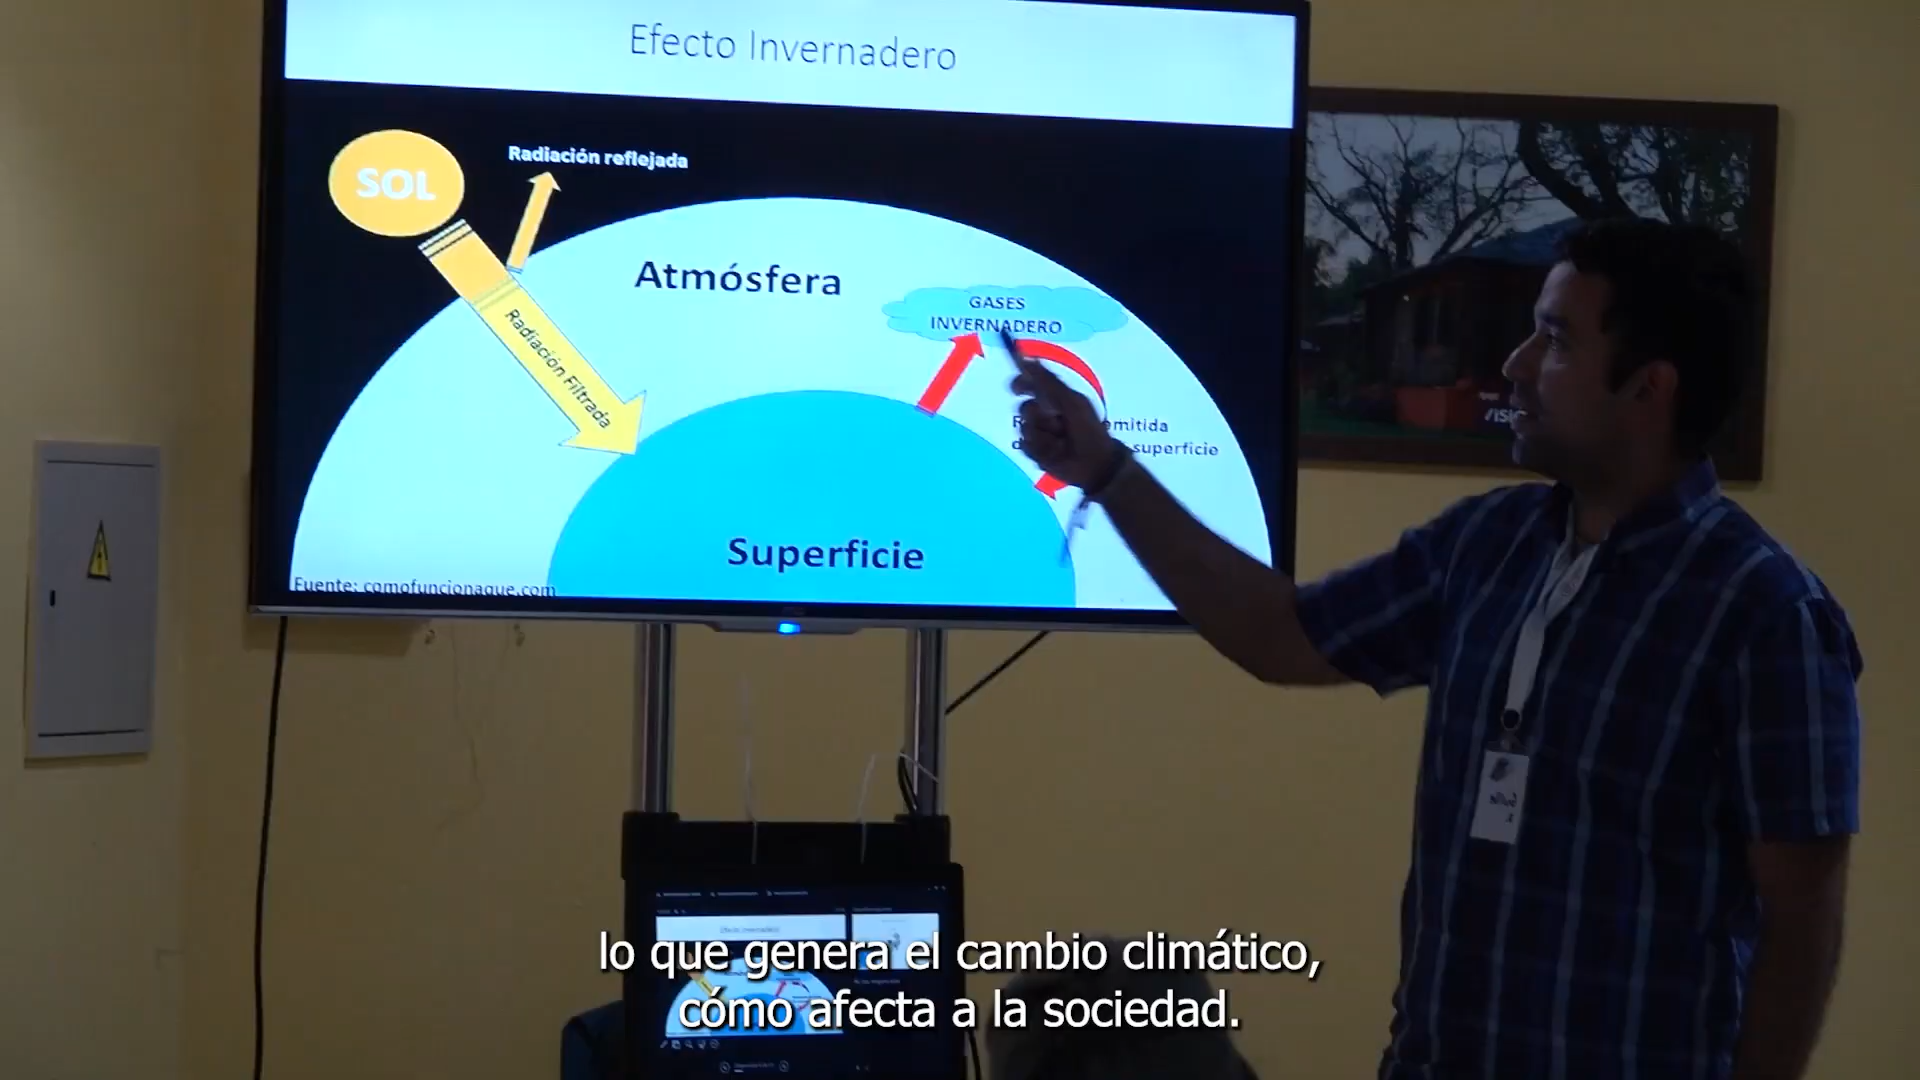 Efecto Invernadero
SOL
Radiación reflejada
Atmósfera
GASES
INVERNADERO
Radiación Filtrada
emitida
superficie
Superficie
Fuente: comofuncionaque.com
lo que genera el cambio climático,
cómo afecta a la sociedad.